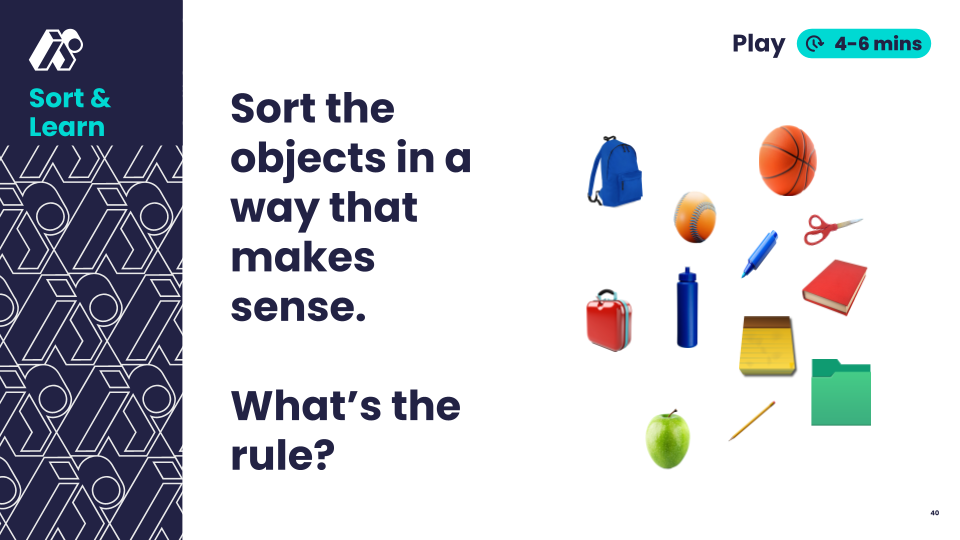 Sort &
Learn
Play
4-6 mins
Sort the
objects in a
way that
makes
sense.
What's the
rule?
40